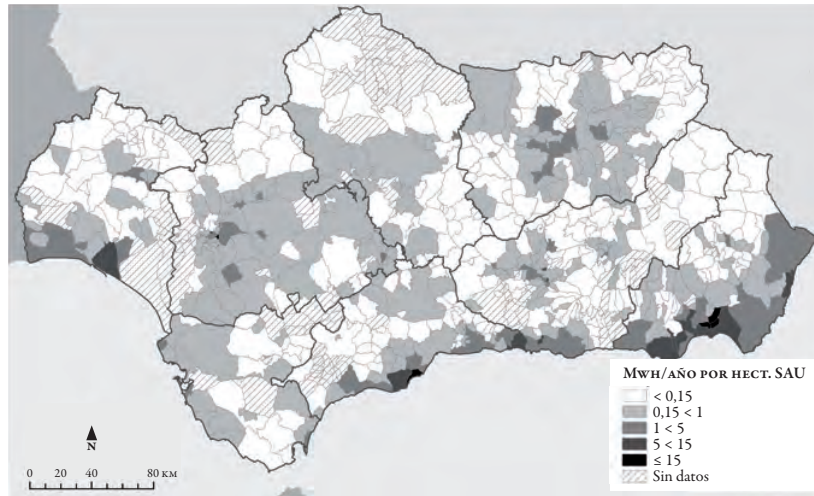 MWH/AÑO POR HECT. SAU
< 0,15
0,15 < 1
1 < 5
5 < 15
≤ 15
Sin datos
N
0 20 40 80 KM